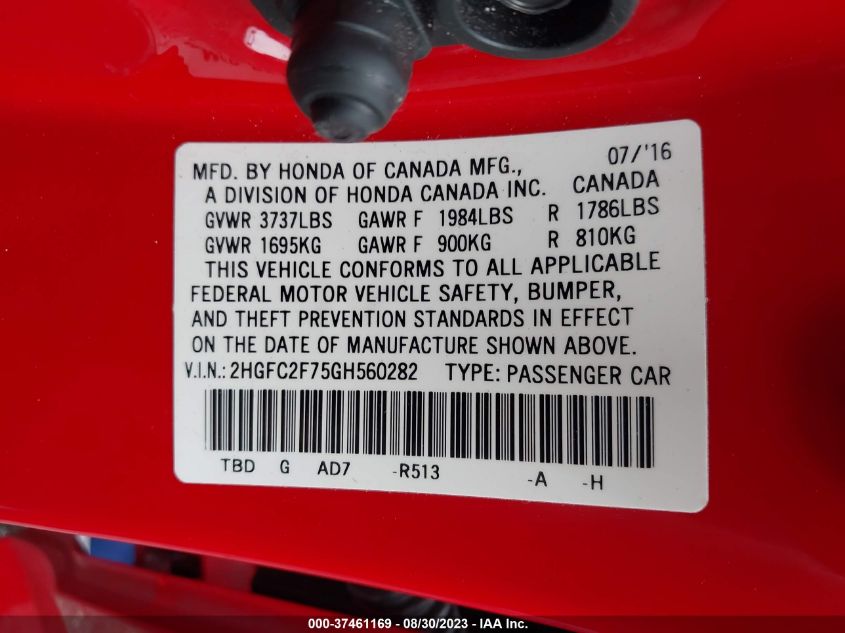 07/'16
MFD. BY HONDA OF CANADA MFG.,
A DIVISION OF HONDA CANADA INC. CANADA
GVWR 3737LBS GAWR F 1984LBS R 1786LBS
GVWR 1695KG GAWR F 900KG R 810KG
THIS VEHICLE CONFORMS TO ALL APPLICABLE
FEDERAL MOTOR VEHICLE SAFETY, BUMPER,
AND THEFT PREVENTION STANDARDS IN EFFECT
ON THE DATE OF MANUFACTURE SHOWN ABOVE.
V.I.N.: 2HGFC2F75GH560282 TYPE: PASSENGER CAR
TBD G AD7 -R513 -A -H
000-37461169 - 08/30/2023 - IAA Inc.